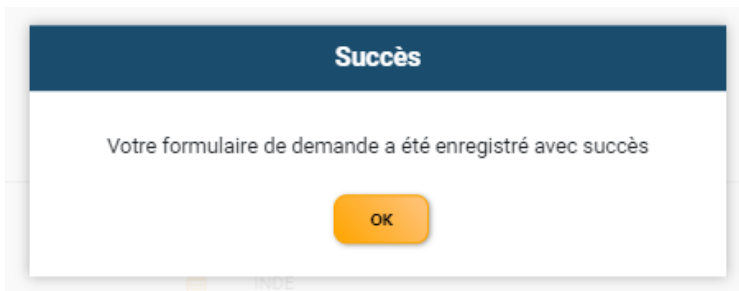 Succès
Votre formulaire de demande a été enregistré avec succès
OK
INDE